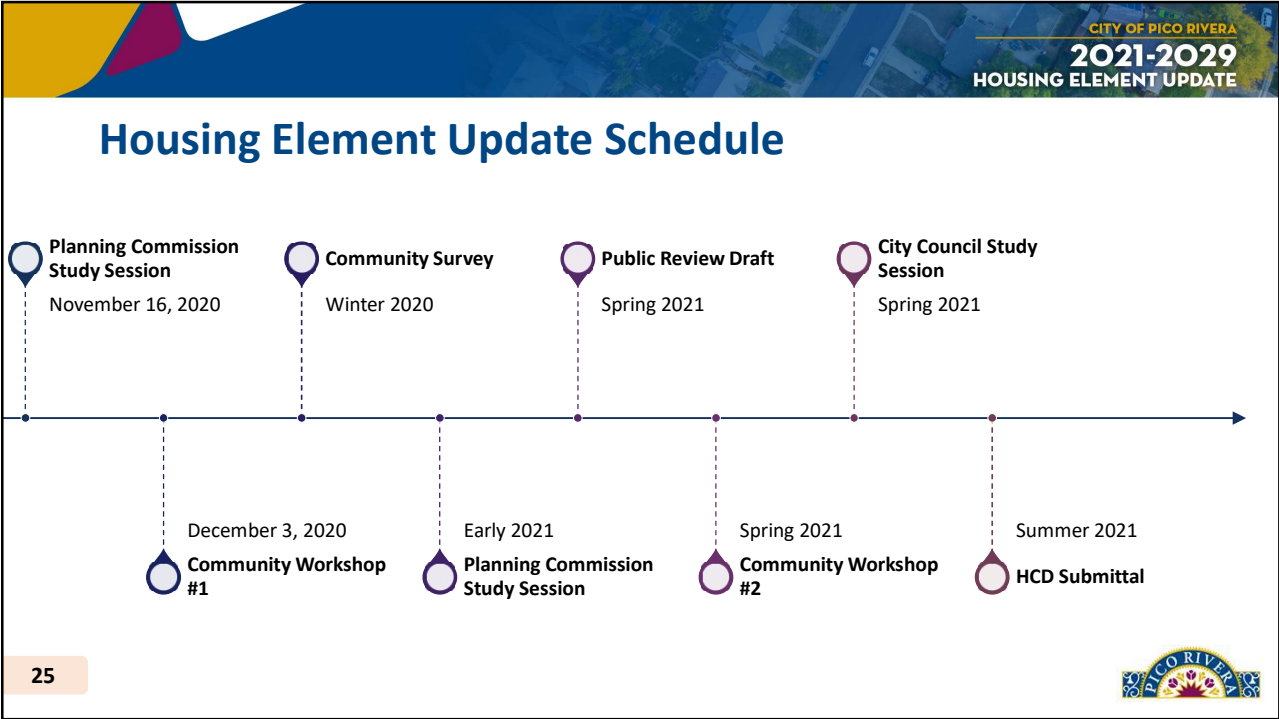 CITY OF PICO RIVERA
2021-2029
HOUSING ELEMENT UPDATE
Housing Element Update Schedule
Planning Commission
Study Session
November 16, 2020
Community Survey
Winter 2020
Public Review Draft
Spring 2021
City Council Study
Session
Spring 2021
December 3, 2020
Community Workshop
#1
Early 2021
Planning Commission
Study Session
Spring 2021
Community Workshop
#2
Summer 2021
HCD Submittal
25
PICO RIVERA